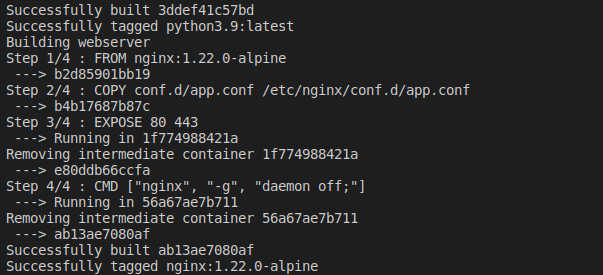 Successfully built 3ddef41c57bd
Successfully tagged python3.9:latest
Building webserver
Step 1/4 : FROM nginx:1.22.0-alpine
 ---> b2d85901bb19
Step 2/4 : COPY conf.d/app.conf /etc/nginx/conf.d/app.conf
 ---> b4b17687b87c
Step 3/4 : EXPOSE 80 443
 ---> Running in 1f774988421a
Removing intermediate container 1f774988421a
 ---> e80ddb66ccfa
Step 4/4 : CMD ["nginx", "-g", "daemon off;"]
 ---> Running in 56a67ae7b711
Removing intermediate container 56a67ae7b711
 ---> ab13ae7080af
Successfully built ab13ae7080af
Successfully tagged nginx:1.22.0-alpine